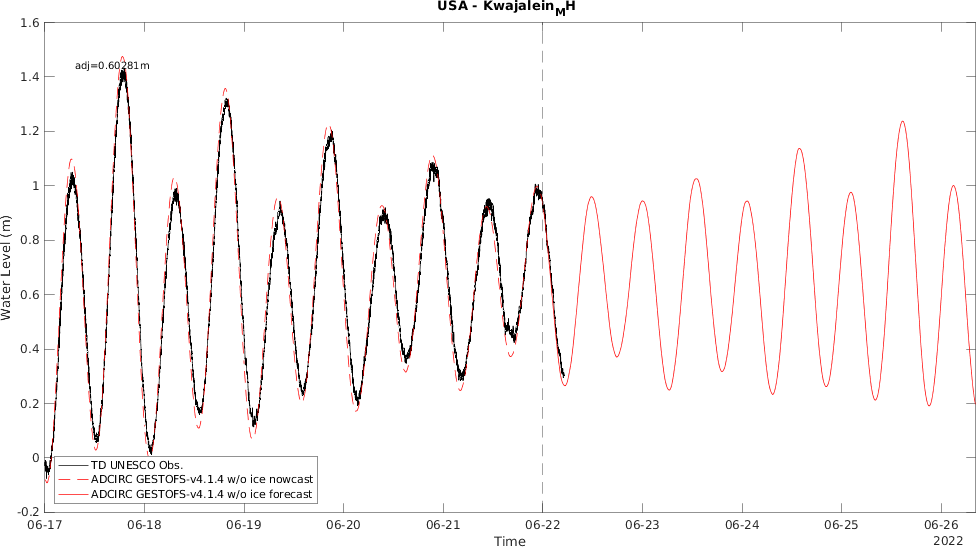 USA - Kwajalein_MH
adj=0.60281m
1.6
1.4
1.2
1
0.8
0.6
0.4
0.2
0
-0.2
Water Level (m)
TD UNESCO Obs.
ADCIRC GESTOFS-v4.1.4 w/o ice nowcast
ADCIRC GESTOFS-v4.1.4 w/o ice forecast
06-17 06-18 06-19 06-20 06-21 06-22 06-23 06-24 06-25 06-26
Time
2022